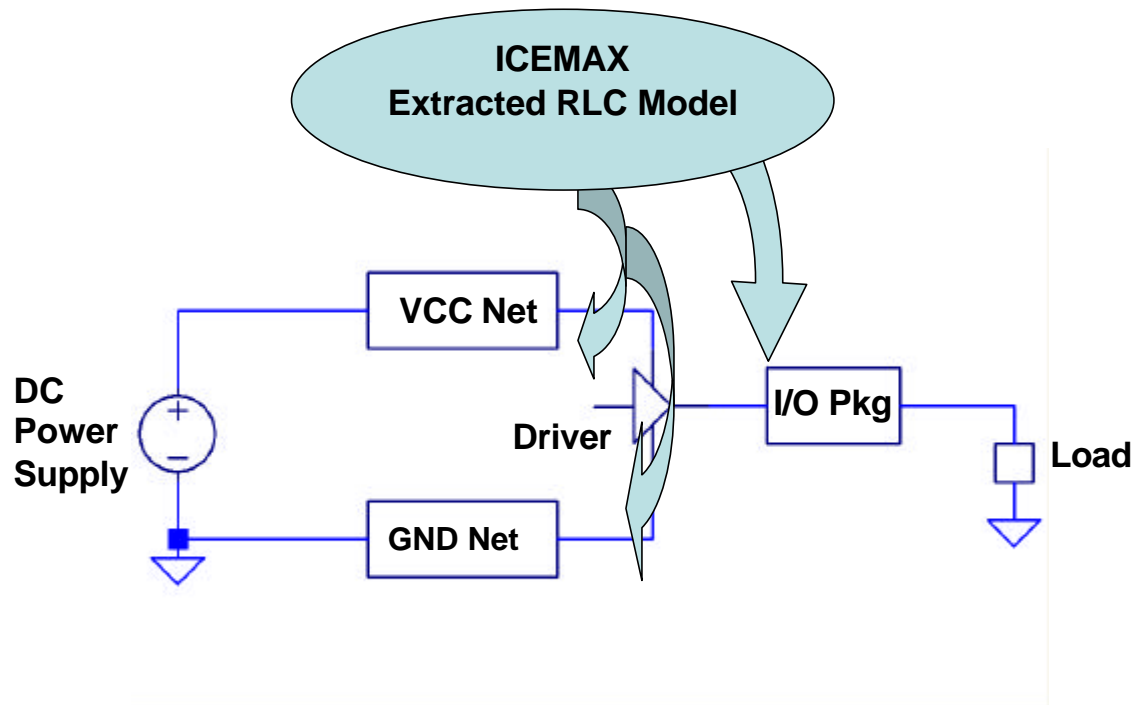 ICEMAX
Extracted RLC Model
VCC Net
DC
Power
Supply
+
−
Driver
I/O Pkg
Load
GND Net